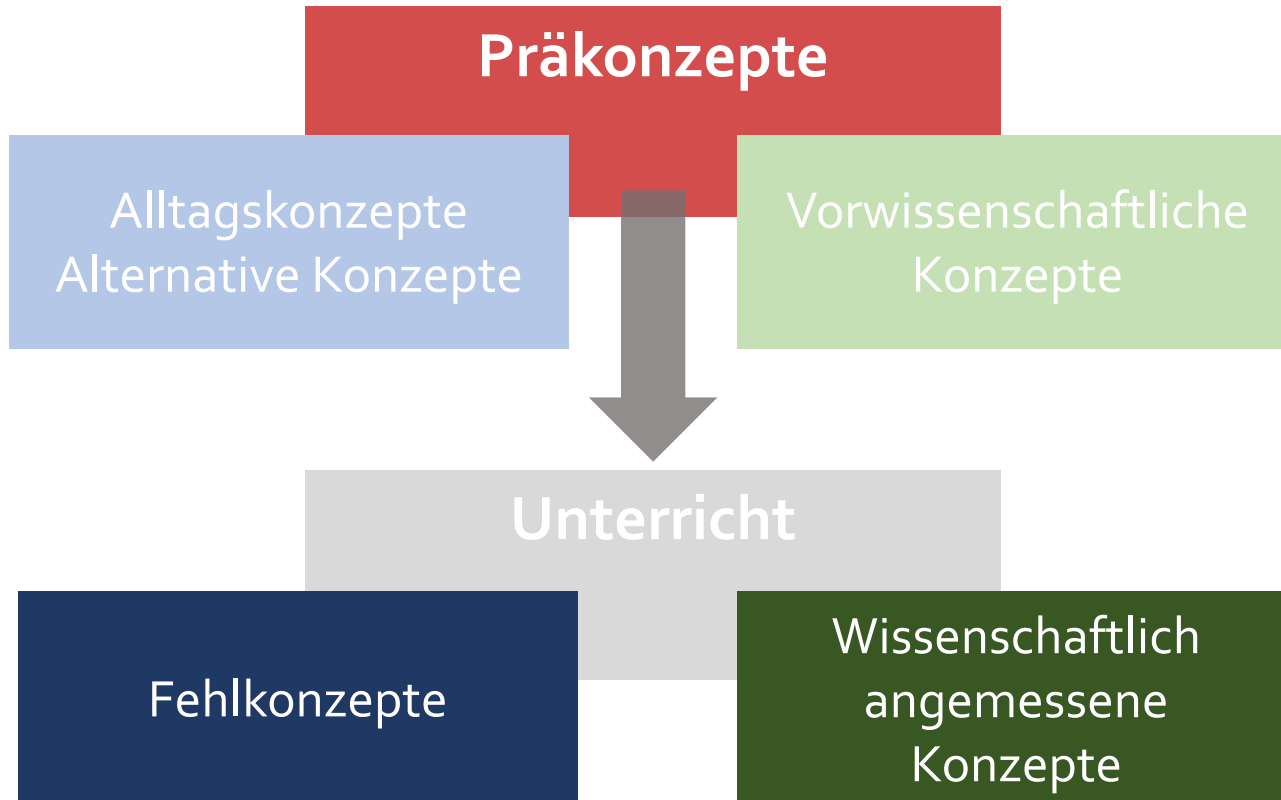 Präkonzepte
Alltagskonzepte
Alternative Konzepte
Vorwissenschaftliche
Konzepte
Unterricht
Fehlkonzepte
Wissenschaftlich
angemessene
Konzepte